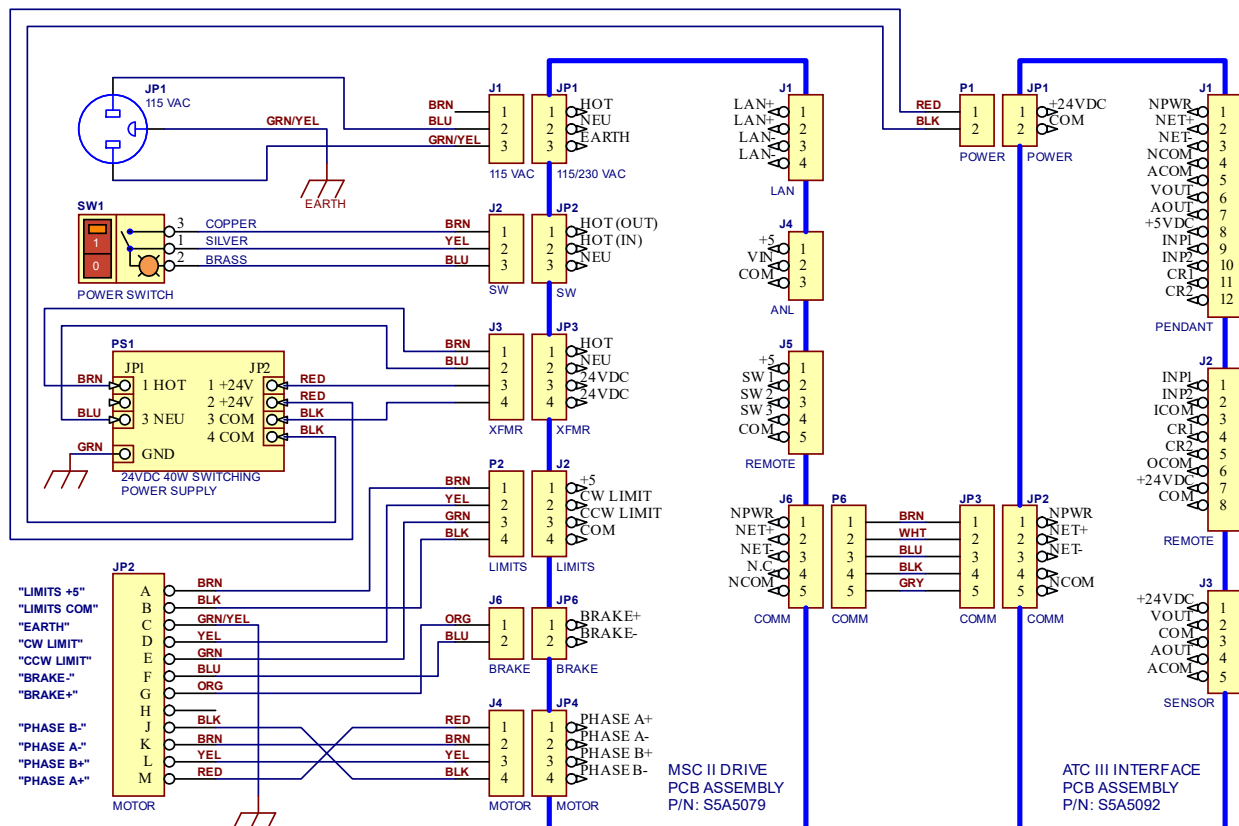 JP1
115 VAC
GRN/YEL
EARTH
BRN
BLU
GRN/YEL
J1
1
2
3
115 VAC
JP1
1
2
3
HOT
NEU
EARTH
115/230 VAC
SW1
1
0
3
1
2
COPPER
SILVER
BRASS
POWER SWITCH
BRN
YEL
BLU
J2
1
2
3
SW
JP2
1
2
3
HOT (OUT)
HOT (IN)
NEU
SW
PS1
JP1
JP2
BRN
1 HOT
BLU
3 NEU
GRN
GND
1 +24V
2 +24V
3 COM
4 COM
RED
RED
BLK
BLK
24VDC 40W SWITCHING
POWER SUPPLY
BRN
BLU
J3
1
2
3
4
XFMR
JP3
1
2
3
4
HOT
NEU
24VDC
24VDC
XFMR
BRN
YEL
GRN
BLK
P2
1
2
3
4
LIMITS
J2
1
2
3
4
+5
CW LIMIT
CCW LIMIT
COM
LIMITS
JP2
"LIMITS +5" A BRN
"LIMITS COM" B BLK
"EARTH" C GRN/YEL
"CW LIMIT" D YEL
"CCW LIMIT" E GRN
"BRAKE-" F BLU
"BRAKE+" G ORG
H
"PHASE B-" J BLK
"PHASE A-" K BRN
"PHASE B+" L YEL
"PHASE A+" M RED
MOTOR
ORG
BLU
J6
1
2
BRAKE
JP6
1
2
BRAKE+
BRAKE-
BRAKE
RED
BRN
YEL
BLK
J4
1
2
3
4
MOTOR
JP4
1
2
3
4
PHASE A+
PHASE A-
PHASE B+
PHASE B-
MOTOR
J1
LAN+ 1
LAN+ 2
LAN- 3
LAN- 4
LAN
J4
+5 1
VIN 2
COM 3
ANL
J5
+5 1
SW1 2
SW2 3
SW3 4
COM 5
REMOTE
J6
NPWR 1
NET+ 2
NET- 3
N.C. 4
NCOM 5
COMM
P6
1
2
3
4
5
COMM
BRN
WHT
BLU
BLK
GRY
JP3
1
2
3
4
5
COMM
JP2
1 NPWR
2 NET+
3 NET-
4
5 NCOM
COMM
MSC II DRIVE
PCB ASSEMBLY
P/N: S5A5079
RED
BLK
P1
1
2
POWER
JP1
1 +24VDC
2 COM
POWER
J1
NPWR 1
NET+ 2
NET- 3
NCOM 4
ACOM 5
VOUT 6
AOUT 7
+5VDC 8
INP1 9
INP2 10
CR1 11
CR2 12
PENDANT
J2
INP1 1
INP2 2
ICOM 3
CR1 4
CR2 5
OCOM 6
+24VDC 7
COM 8
REMOTE
J3
+24VDC 1
VOUT 2
COM 3
AOUT 4
ACOM 5
SENSOR
ATC III INTERFACE
PCB ASSEMBLY
P/N: S5A5092